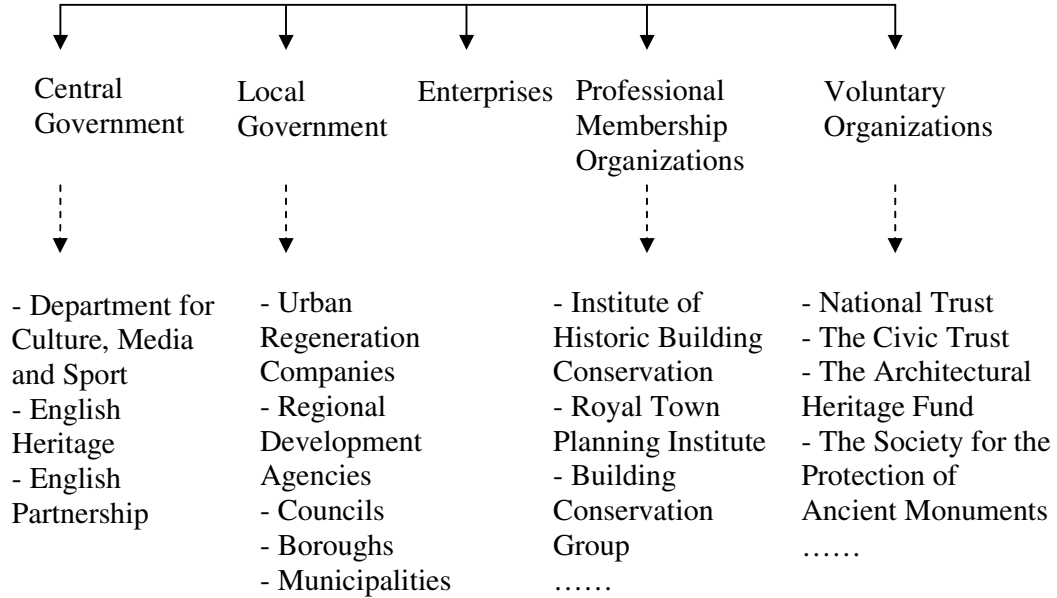 Central
Government
Local
Government
Enterprises
Professional
Membership
Organizations
Voluntary
Organizations
- Department for
Culture, Media
and Sport
- English
Heritage
- English
Partnership
- Urban
Regeneration
Companies
- Regional
Development
Agencies
- Councils
- Boroughs
- Municipalities
- Institute of
Historic Building
Conservation
- Royal Town
Planning Institute
- Building
Conservation
Group
……
- National Trust
- The Civic Trust
- The Architectural
Heritage Fund
- The Society for the
Protection of
Ancient Monuments
……